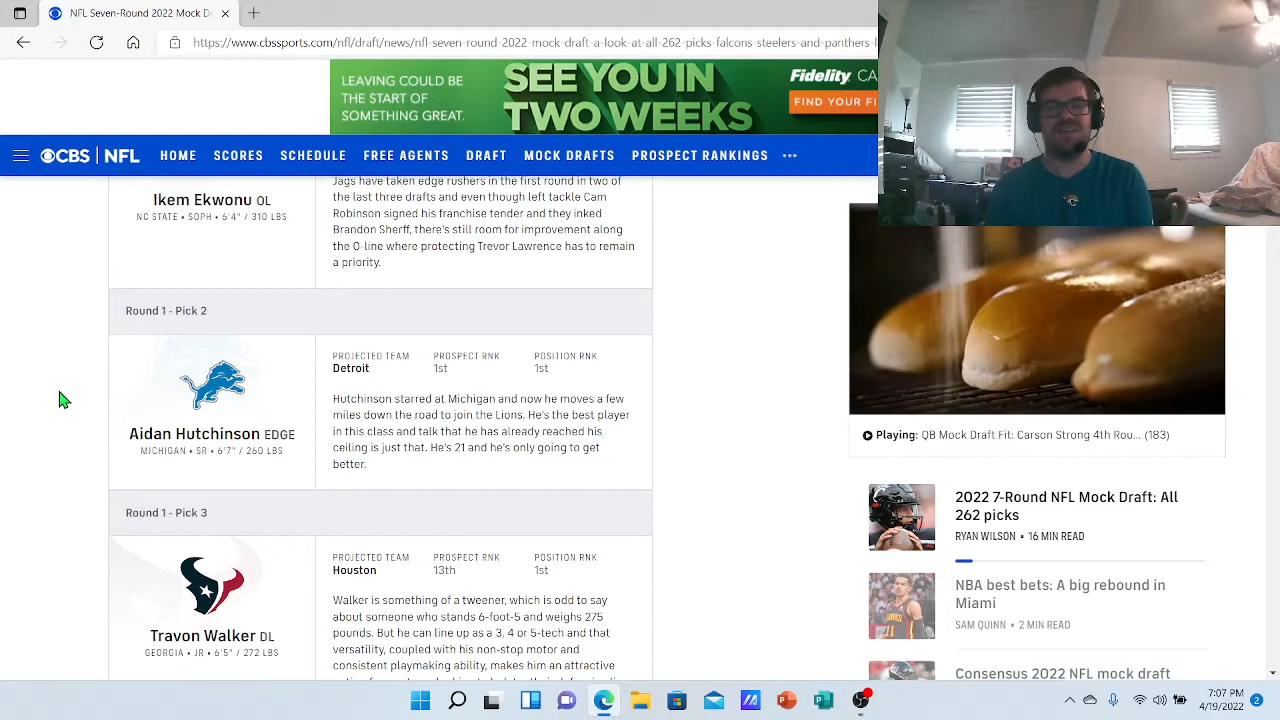 NFL Seven-Round 2022 Mock Dr
https://www.cbssports.com/nfl/draft/news/nfl-seven-round-2022-mock-draft-a-look-at-all-262-picks-falcons-steelers-and-panthers-l
LEAVING COULD BE
THE START OF
SOMETHING GREAT
SEE YOU IN
TWO WEEKS
Fidelity CA
FIND YOUR FI
CBS NFL HOME SCORES SCHEDULE FREE AGENTS DRAFT MOCK DRAFTS PROSPECT RANKINGS •••
Ikem Ekwonu OL
NC STATE • SOPH • 6'4" / 310 LBS
Jags have taken edge rushers in the first round in two of
the last three drafts and even though left tackle Cam
Robinson signed his franchise tender and they inked
Brandon Sherff, there's still room for improvement along
the O-line where protecting Trevor Lawrence has to remain
a priority.
Round 1 - Pick 2
Aidan Hutchinson EDGE
MICHIGAN • SR • 6'7" / 260 LBS
PROJECTED TEAM PROSPECT RNK POSITION RNK
Detroit 1st 1st
Hutchinson starred at Michigan and now he moves a few
miles down the road to join the Lions. He's the best player
in this class and talk that he has already reached his
ceiling is just that. He's 21 and he's only going to get
better.
Round 1 - Pick 3
Travon Walker DL
GEORGIA • JR • 6'5" / 272 LBS
PROJECTED TEAM PROSPECT RNK POSITION RNK
Houston 13th 1st
Walker is something of a tweener, which is odd to say
about someone who stands 6-foot-5 and weighs 275
pounds. But he can line up as a 3, 4 or 5-tech and that
versatility, coupled with his non-stop motor and
consistent playmaking ability, makes him an attractive
Playing: QB Mock Draft Fit: Carson Strong 4th Rou... (183)
2022 7-Round NFL Mock Draft: All
262 picks
RYAN WILSON • 16 MIN READ
NBA best bets: A big rebound in
Miami
SAM QUINN • 2 MIN READ
Consensus 2022 NFL mock draft
7:07 PM
4/19/2022
2